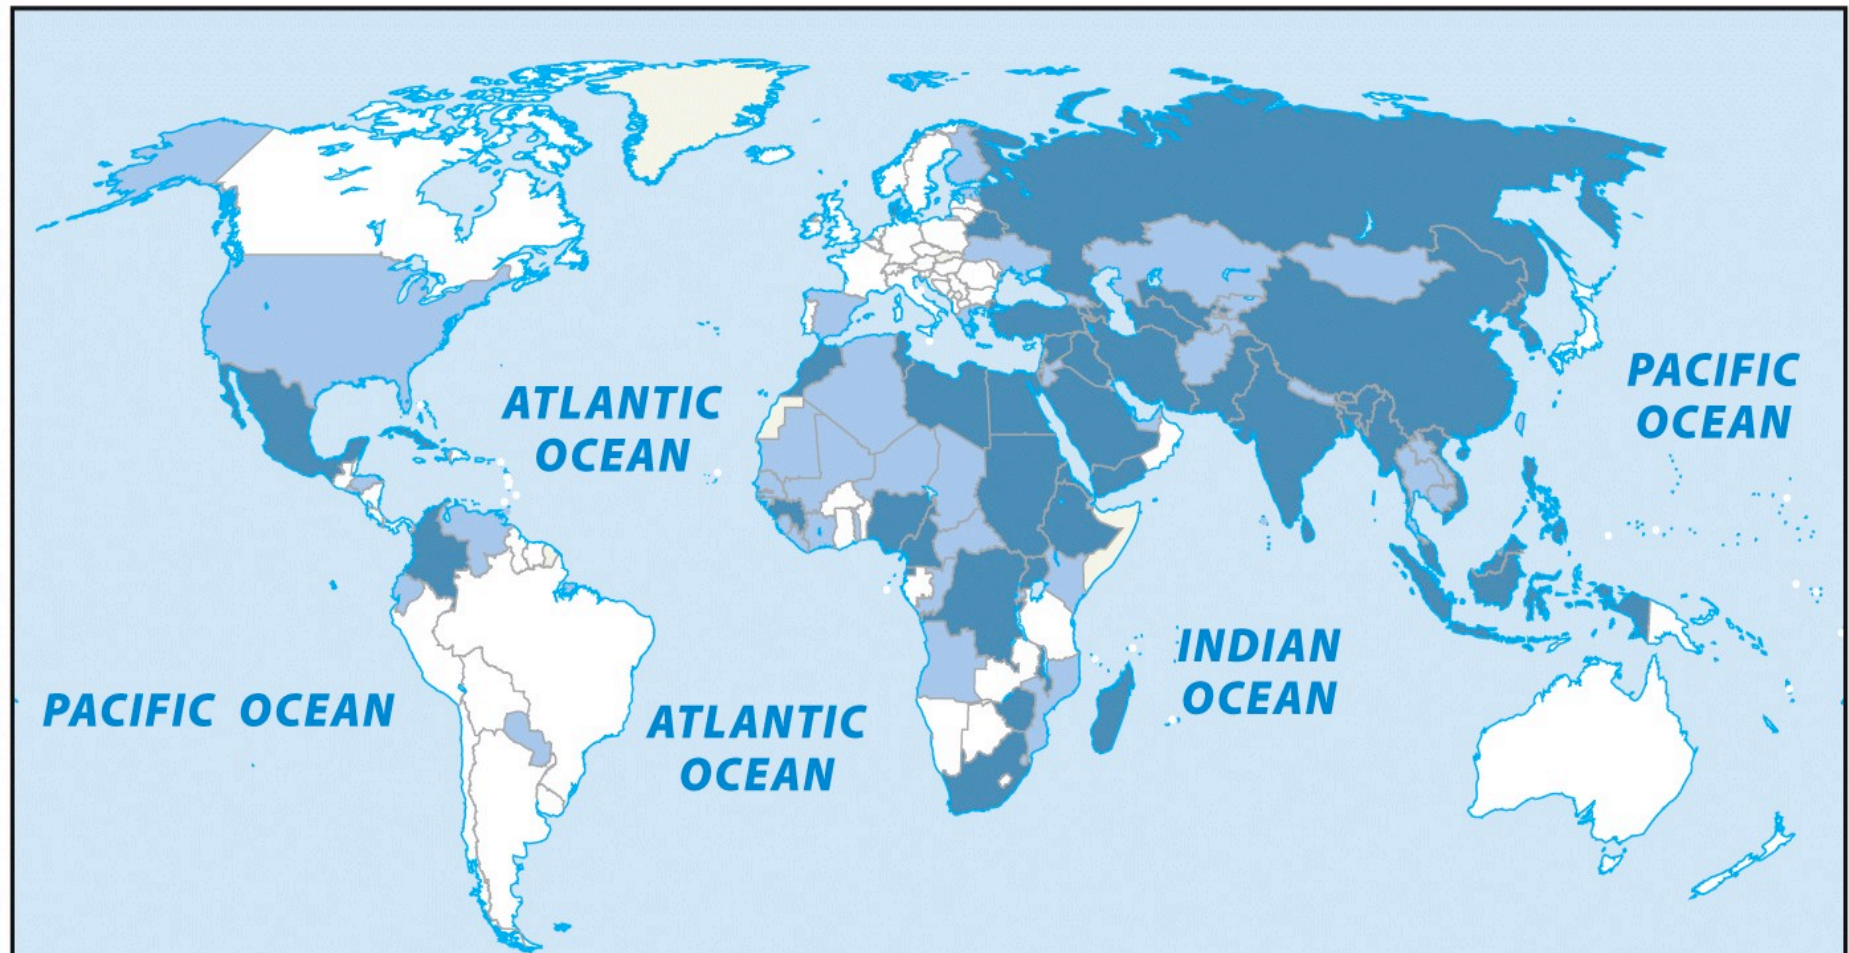 PACIFIC
OCEAN
ATLANTIC
OCEAN
INDIAN
OCEAN
PACIFIC OCEAN
ATLANTIC
OCEAN